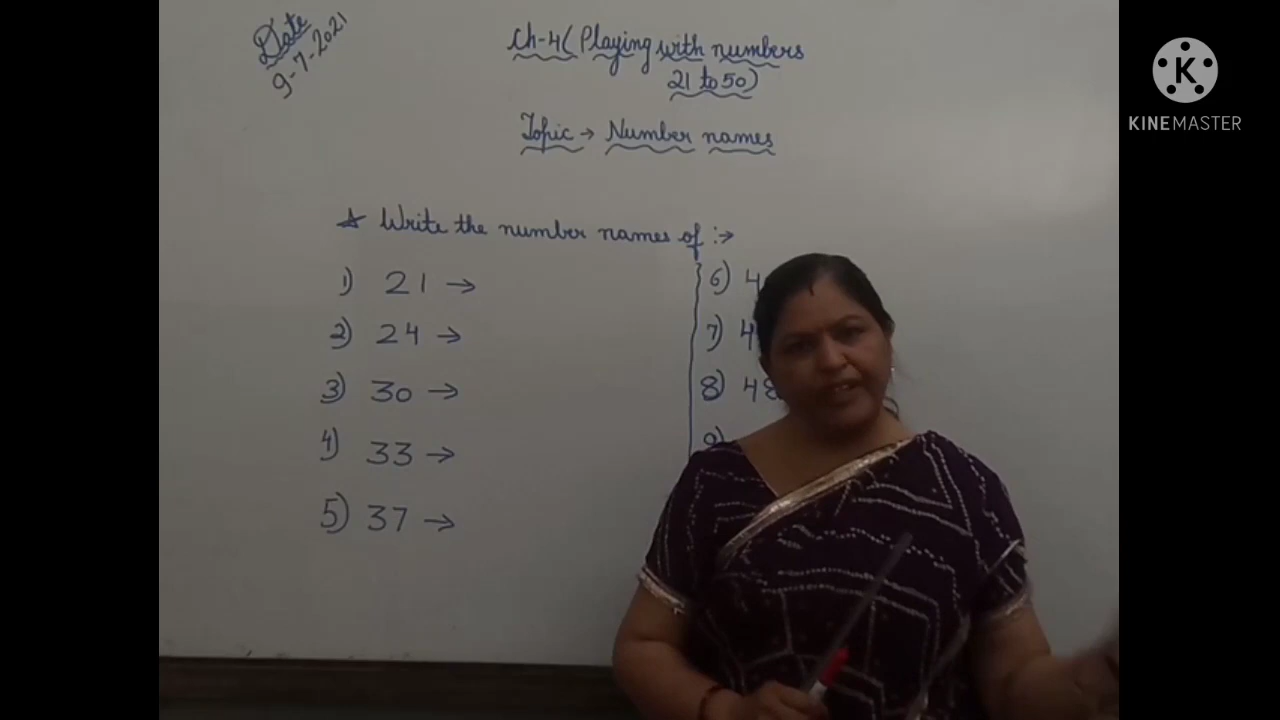 Date
9-7-2021
Ch-4( Playing with numbers
21 to 50)
Topic → Number names
☆ Write the number names of :→
1) 21 →
2) 24 →
3) 30 →
4) 33 →
5) 37 →
6) 4
7) 4
8) 48
9)
KINEMASTER